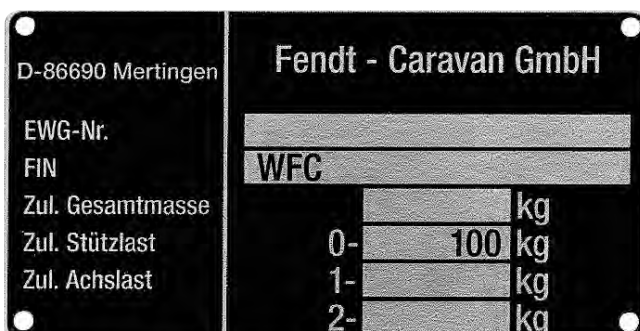 Fendt - Caravan GmbH
D-86690 Mertingen
EWG-Nr.
FIN WFC
Zul. Gesamtmasse kg
Zul. Stützlast 0- 100 kg
Zul. Achslast 1- kg
2- kg